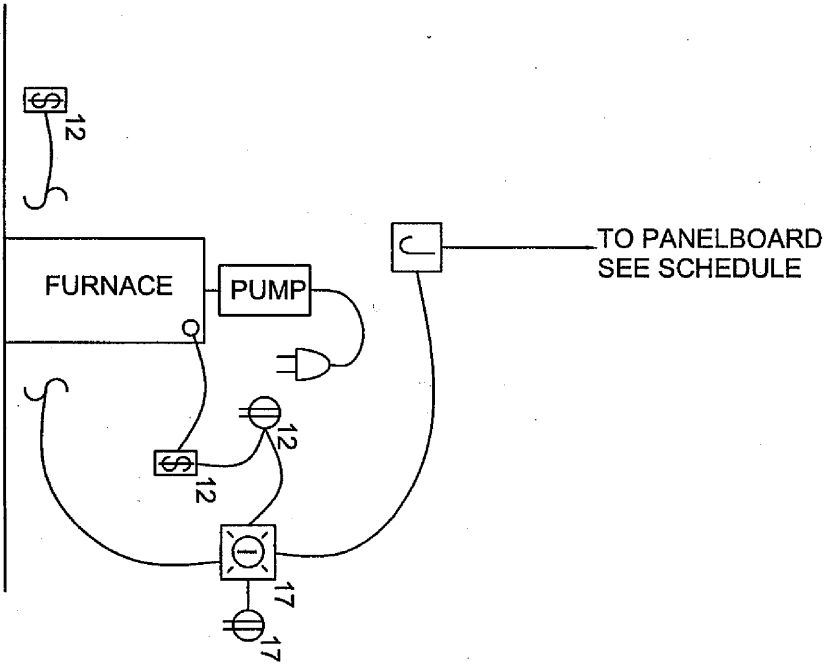 $
12
J
TO PANELBOARD
SEE SCHEDULE
FURNACE
PUMP
12
$
12
17
17